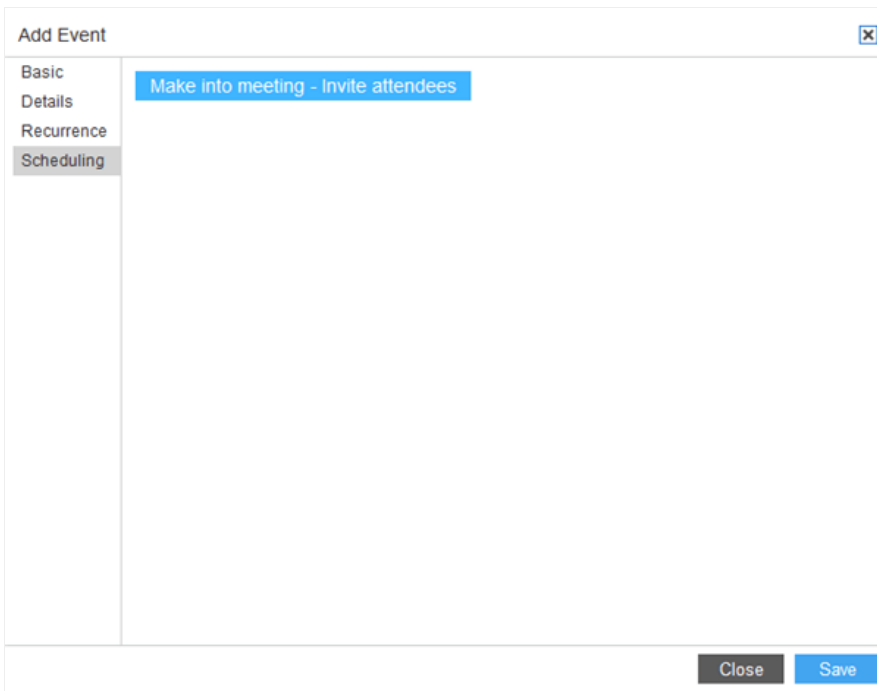 Add Event
Basic
Details
Recurrence
Scheduling
Make into meeting - Invite attendees
Close
Save